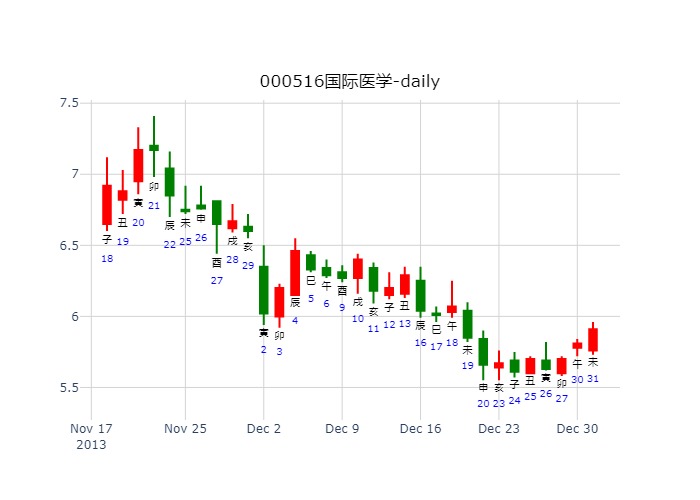 000516国际医学-daily
7.5
7
6.5
6
5.5
子
18
丑
19
寅
20
卯
21
辰
22
未
25
申
26
酉
27
戌
28
亥
29
寅
2
卯
3
辰
4
巳
5
午
6
酉
9
戌
10
亥
11
子
12
丑
13
辰
16
巳
17
午
18
未
19
申
20
亥
23
子
24
丑
25
寅
26
卯
27
午
30
未
31
Nov 17
2013
Nov 25
Dec 2
Dec 9
Dec 16
Dec 23
Dec 30